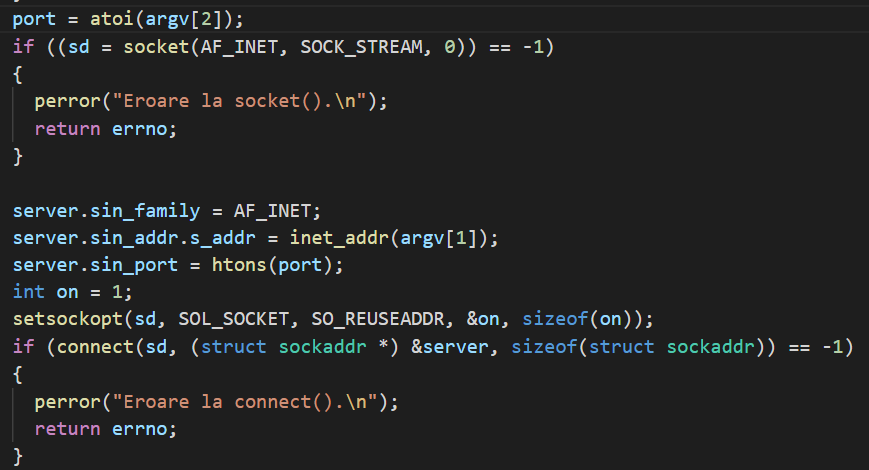 port = atoi(argv[2]);
if ((sd = socket(AF_INET, SOCK_STREAM, 0)) == -1)
{
  perror("Eroare la socket().\n");
  return errno;
}

server.sin_family = AF_INET;
server.sin_addr.s_addr = inet_addr(argv[1]);
server.sin_port = htons(port);
int on = 1;
setsockopt(sd, SOL_SOCKET, SO_REUSEADDR, &on, sizeof(on));
if (connect(sd, (struct sockaddr *) &server, sizeof(struct sockaddr)) == -1)
{
  perror("Eroare la connect().\n");
  return errno;
}